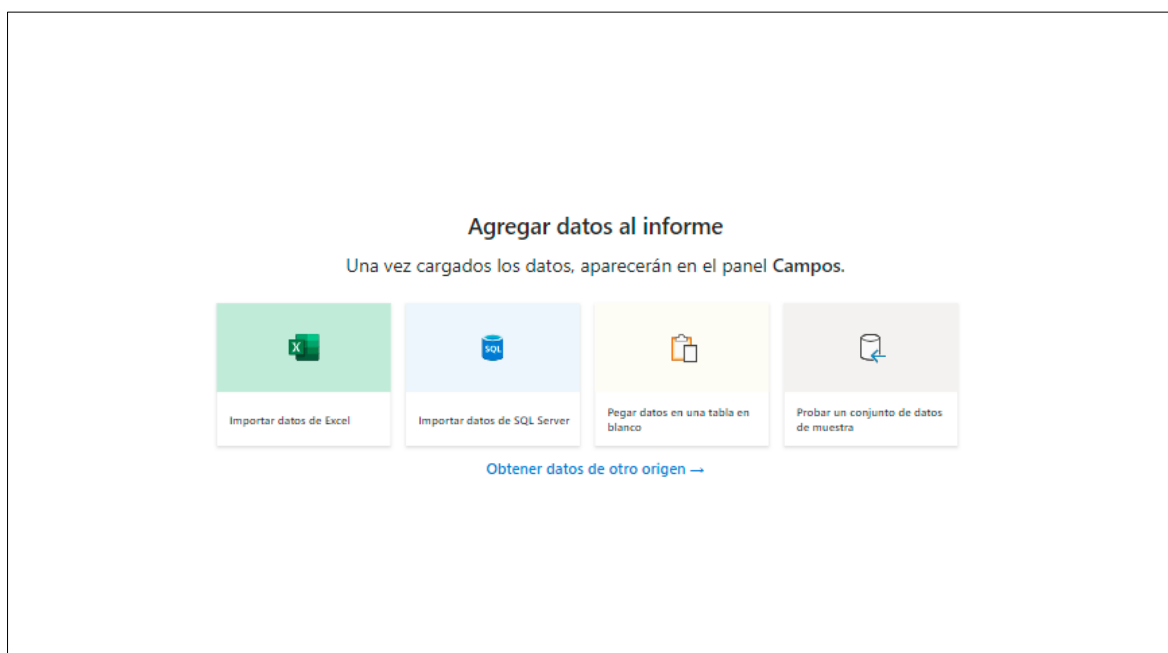 Agregar datos al informe
Una vez cargados los datos, aparecerán en el panel Campos.
X
SQL
Importar datos de Excel
Importar datos de SQL Server
Pegar datos en una tabla en
blanco
Probar un conjunto de datos
de muestra
Obtener datos de otro origen →